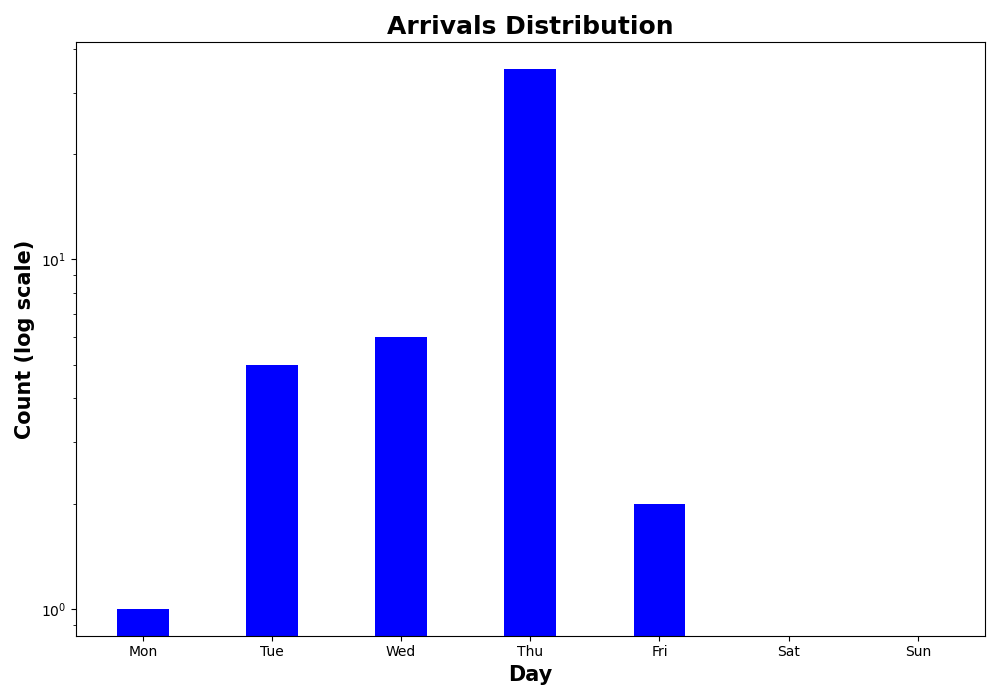 Arrivals Distribution
Count (log scale)
10¹
10⁰
Mon Tue Wed Thu Fri Sat Sun
Day